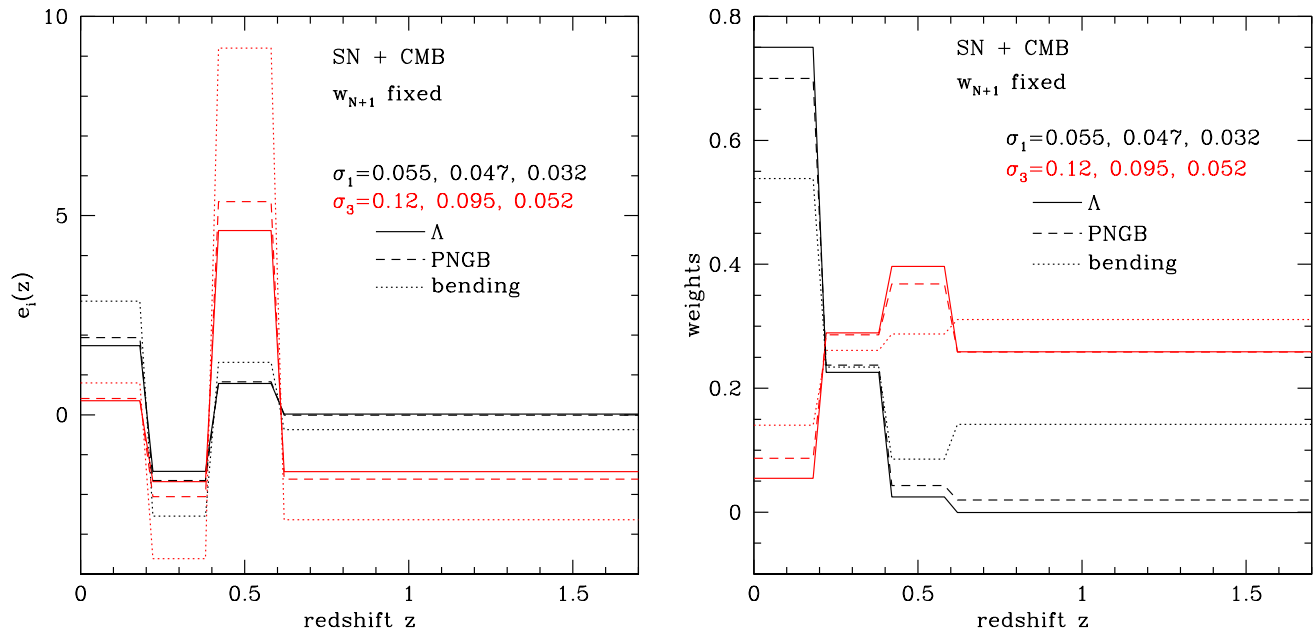 10
5
0
e_i(z)
SN + CMB
w_{N+1} fixed
σ_1=0.055, 0.047, 0.032
σ_3=0.12, 0.095, 0.052
Λ
PNGB
bending
0 0.5 1 1.5
redshift z
0.8
0.6
0.4
0.2
0
weights
SN + CMB
w_{N+1} fixed
σ_1=0.055, 0.047, 0.032
σ_3=0.12, 0.095, 0.052
Λ
PNGB
bending
0 0.5 1 1.5
redshift z